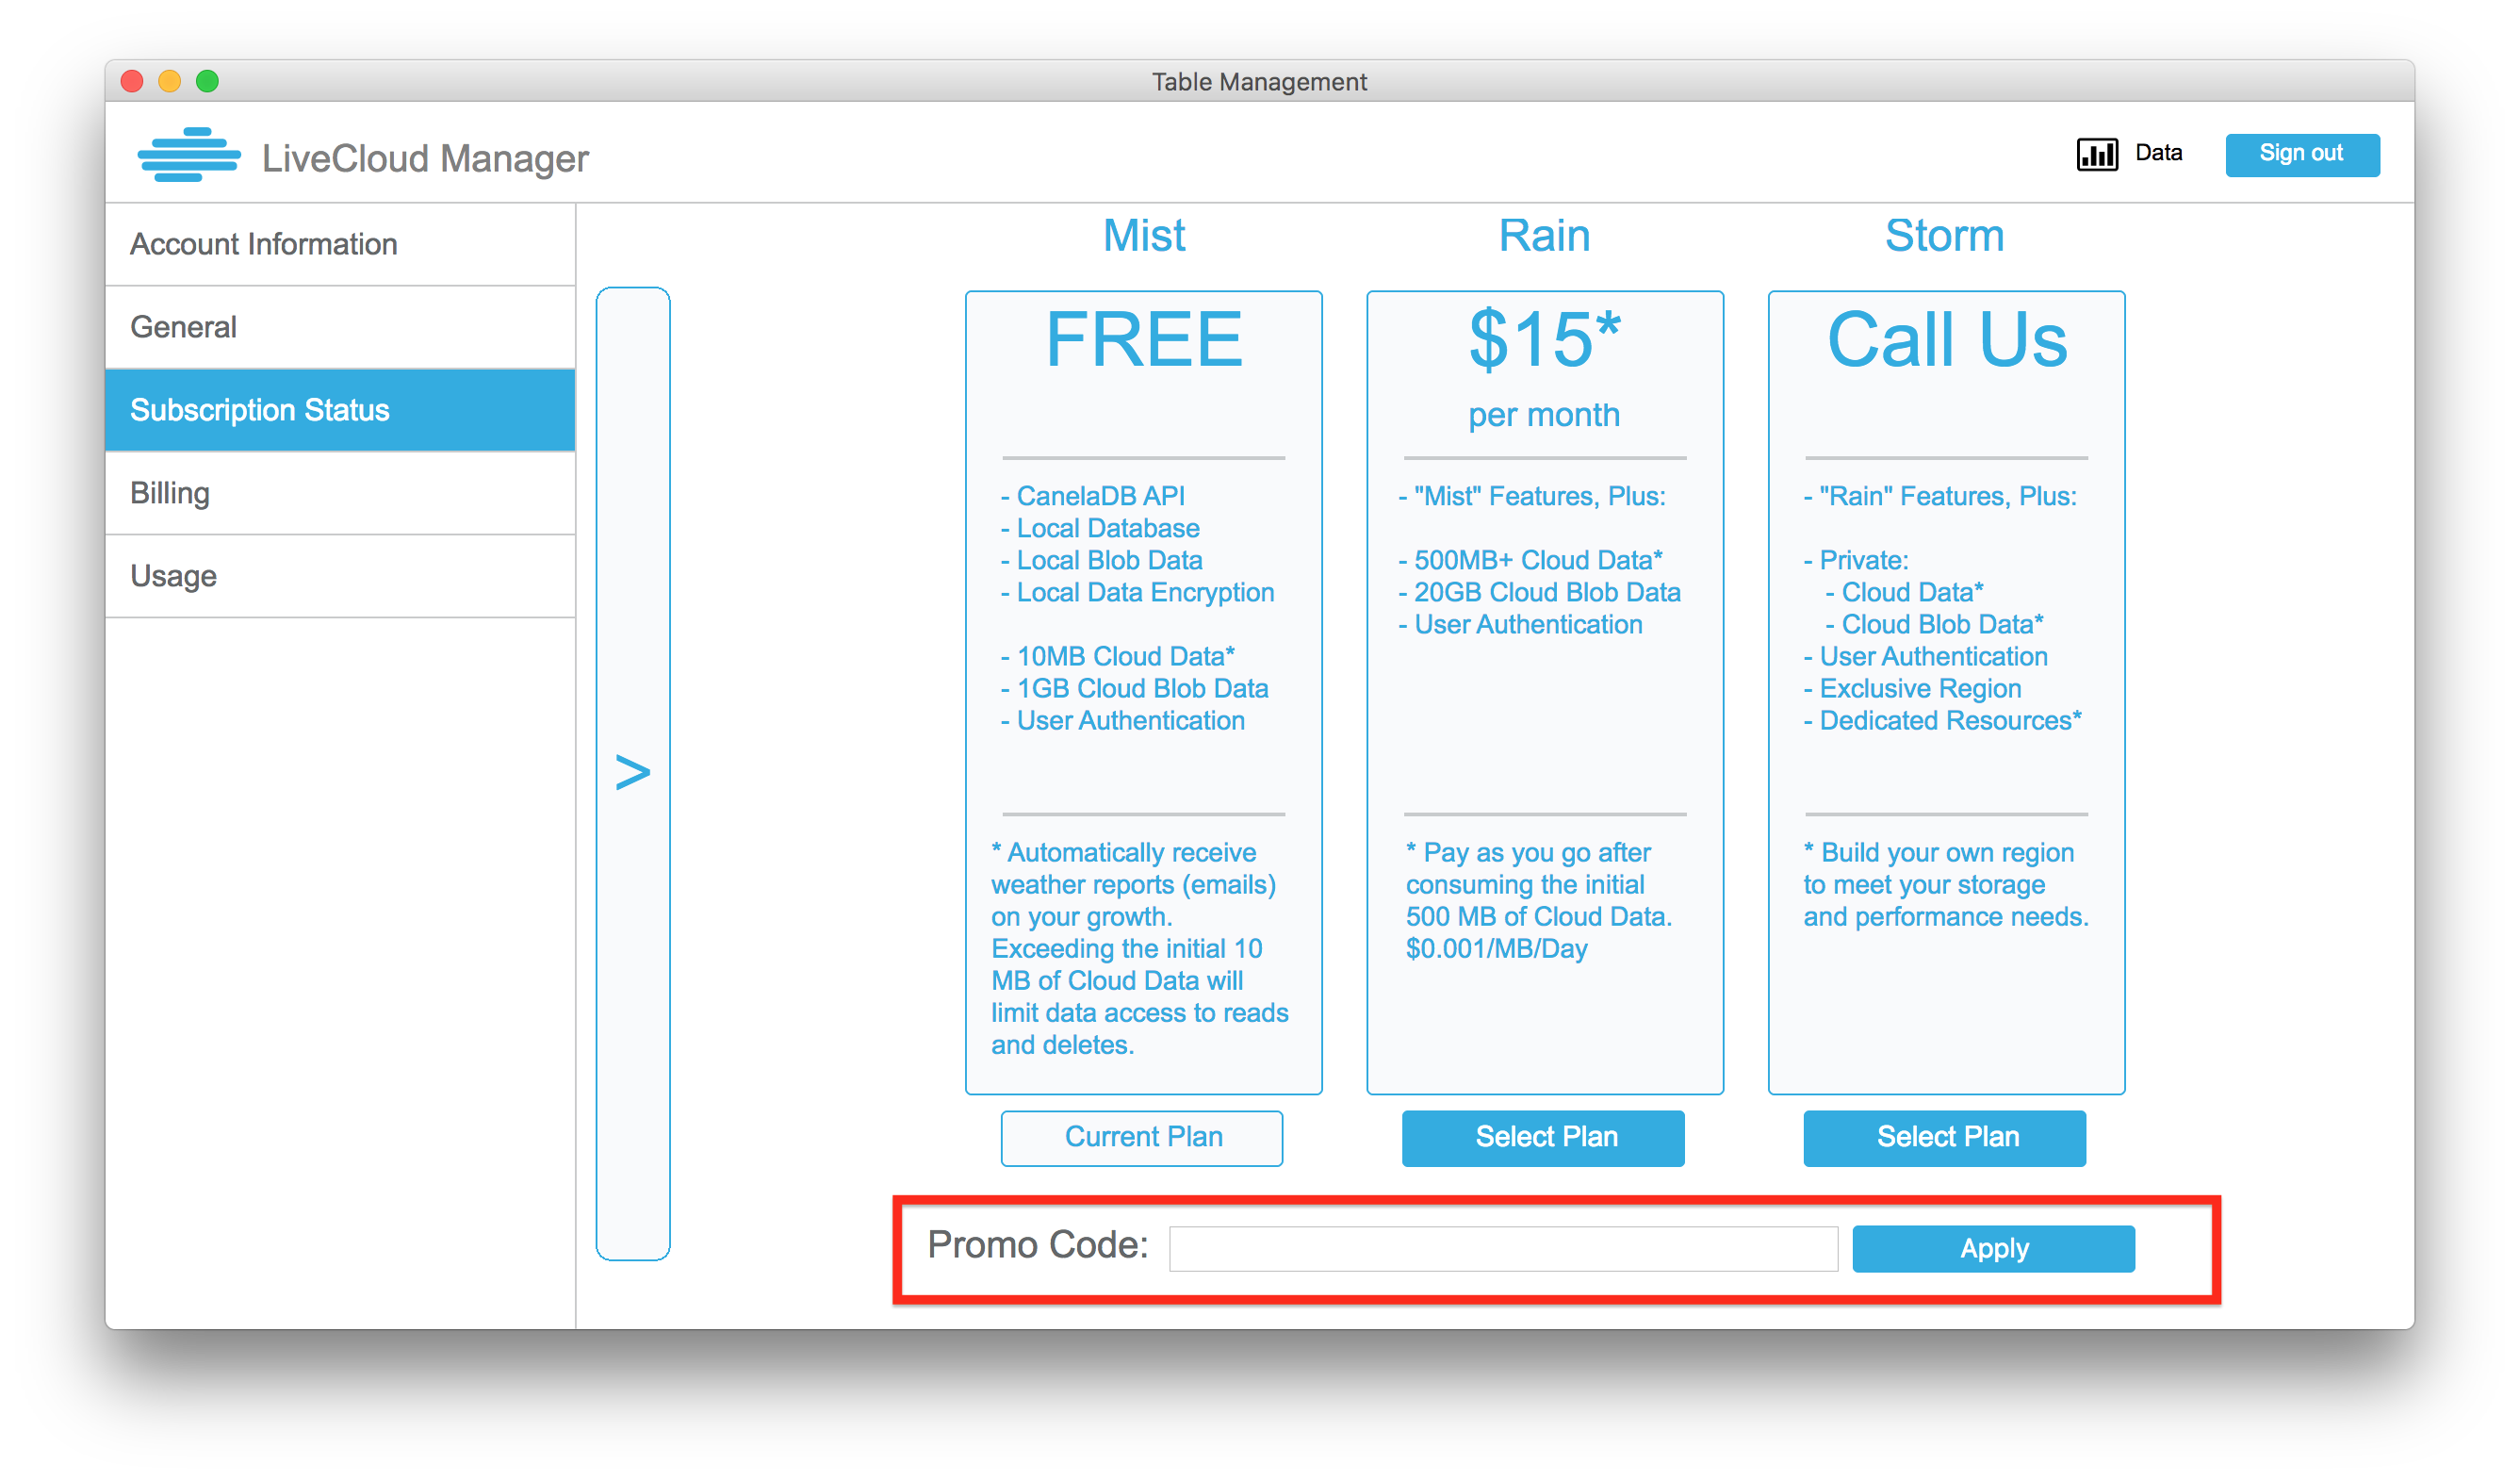 Table Management
LiveCloud Manager
Data
Sign out
Account Information
General
Subscription Status
Billing
Usage
>
Mist
FREE
- CanelaDB API
- Local Database
- Local Blob Data
- Local Data Encryption
- 10MB Cloud Data*
- 1GB Cloud Blob Data
- User Authentication
* Automatically receive
weather reports (emails)
on your growth.
Exceeding the initial 10
MB of Cloud Data will
limit data access to reads
and deletes.
Current Plan
Rain
$15*
per month
- "Mist" Features, Plus:
- 500MB+ Cloud Data*
- 20GB Cloud Blob Data
- User Authentication
* Pay as you go after
consuming the initial
500 MB of Cloud Data.
$0.001/MB/Day
Select Plan
Storm
Call Us
- "Rain" Features, Plus:
- Private:
- Cloud Data*
- Cloud Blob Data*
- User Authentication
- Exclusive Region
- Dedicated Resources*
* Build your own region
to meet your storage
and performance needs.
Select Plan
Promo Code:
Apply